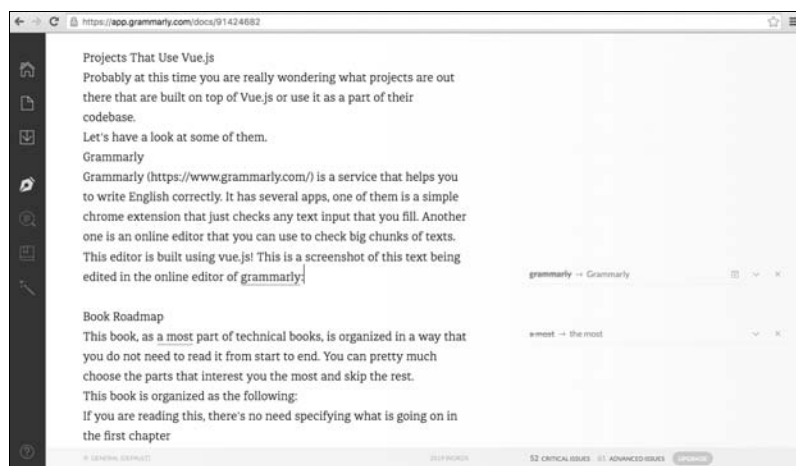 https://app.grammarly.com/docs/91424682
Projects That Use Vue.js
Probably at this time you are really wondering what projects are out
there that are built on top of Vue.js or use it as a part of their
codebase.
Let's have a look at some of them.
Grammarly
Grammarly (https://www.grammarly.com/) is a service that helps you
to write English correctly. It has several apps, one of them is a simple
chrome extension that just checks any text input that you fill. Another
one is an online editor that you can use to check big chunks of texts.
This editor is built using vue.js! This is a screenshot of this text being
edited in the online editor of grammarly:
grammarly → Grammarly
Book Roadmap
This book, as a most part of technical books, is organized in a way that
a most → the most
you do not need to read it from start to end. You can pretty much
choose the parts that interest you the most and skip the rest.
This book is organized as the following:
If you are reading this, there's no need specifying what is going on in
the first chapter
GENERAL (DEFAULT)
WORDS
52 CRITICAL ISSUES ADVANCED ISSUES UPGRADE